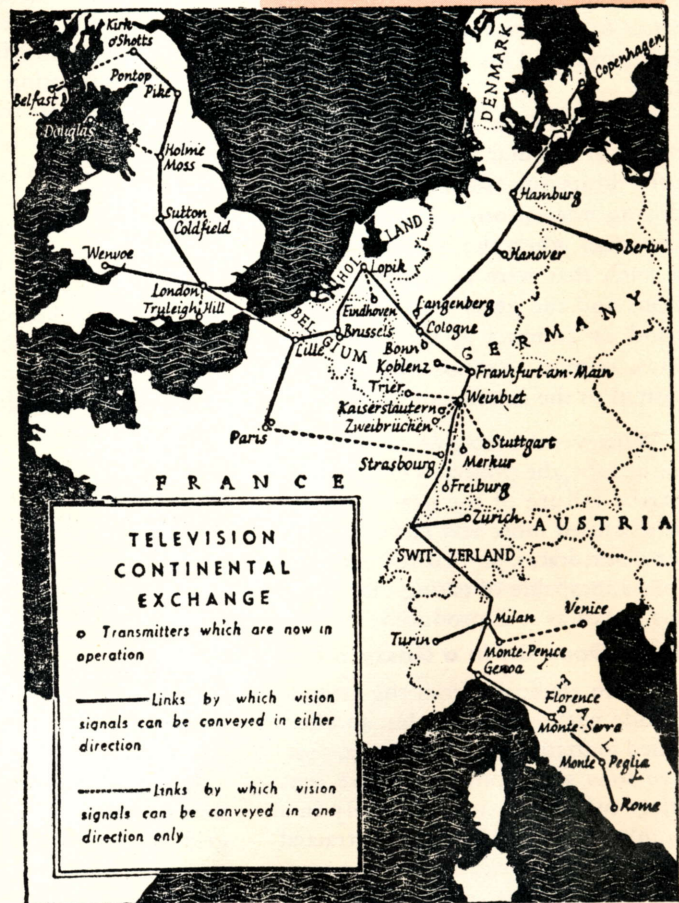 Kirk
o'Shotts
Pontop
Pike
Belfast
Douglas
Holme
Moss
Sutton
Coldfield
Wenvoe
London
Truleigh Hill
DENMARK
Copenhagen
Hamburg
Berlin
Hanover
HOLLAND
Lopik
Eindhoven
BELGIUM
Brussels
Lille
Langenberg
Cologne
Bonn
Koblenz
GERMANY
Frankfurt-am-Main
Trier
Weinbiet
Kaiserslautern
Zweibrücken
Stuttgart
Merkur
Paris
Strasbourg
Freiburg
FRANCE
Zurich
AUSTRIA
SWIT-ZERLAND
Milan
Venice
Turin
Monte-Penice
Genoa
ITALY
Florence
Monte-Serra
Monte Peglia
Rome
TELEVISION
CONTINENTAL
EXCHANGE
Transmitters which are now in
operation
Links by which vision
signals can be conveyed in either
direction
Links by which vision
signals can be conveyed in one
direction only